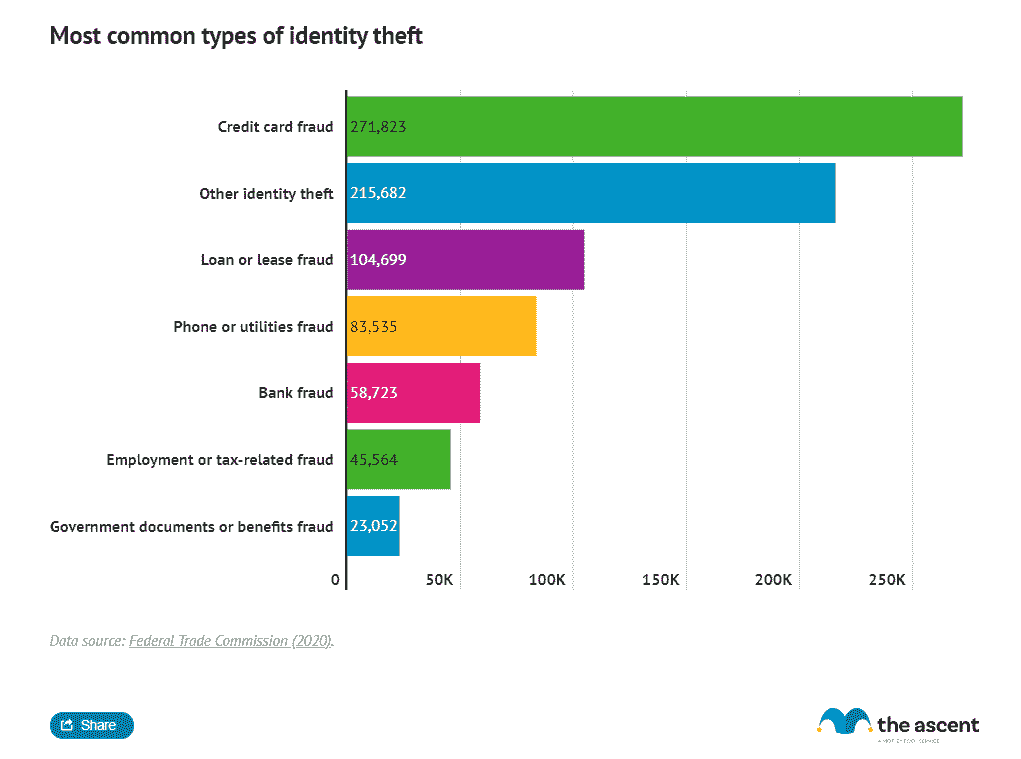 Most common types of identity theft
Credit card fraud 271,823
Other identity theft 215,682
Loan or lease fraud 104,699
Phone or utilities fraud 83,535
Bank fraud 58,723
Employment or tax-related fraud 45,564
Government documents or benefits fraud 23,052
0 50K 100K 150K 200K 250K
Data source: Federal Trade Commission (2020).
Share
the ascent